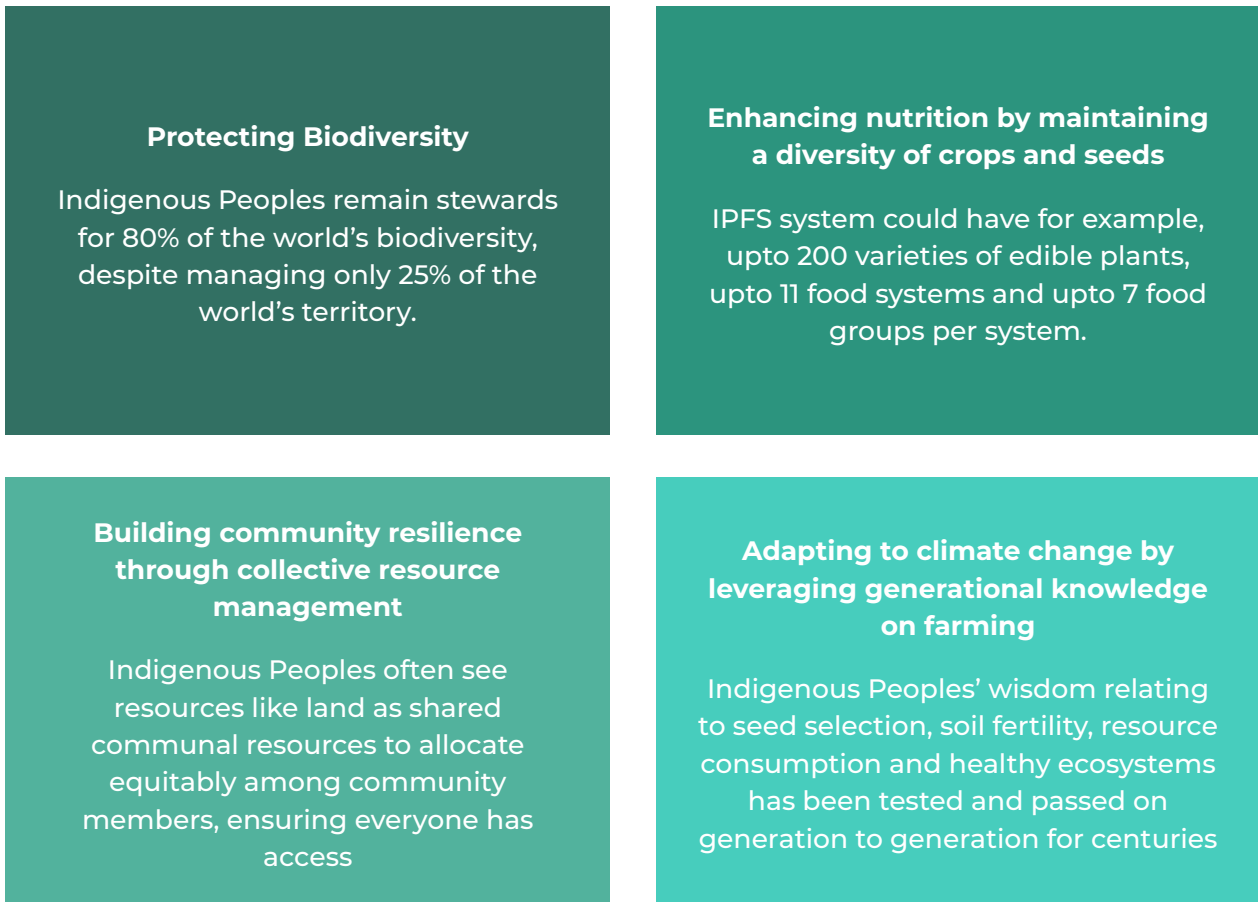 Protecting Biodiversity
Indigenous Peoples remain stewards
for 80% of the world’s biodiversity,
despite managing only 25% of the
world’s territory.
Enhancing nutrition by maintaining
a diversity of crops and seeds
IPFS system could have for example,
upto 200 varieties of edible plants,
upto 11 food systems and upto 7 food
groups per system.
Building community resilience
through collective resource
management
Indigenous Peoples often see
resources like land as shared
communal resources to allocate
equitably among community
members, ensuring everyone has
access
Adapting to climate change by
leveraging generational knowledge
on farming
Indigenous Peoples’ wisdom relating
to seed selection, soil fertility, resource
consumption and healthy ecosystems
has been tested and passed on
generation to generation for centuries